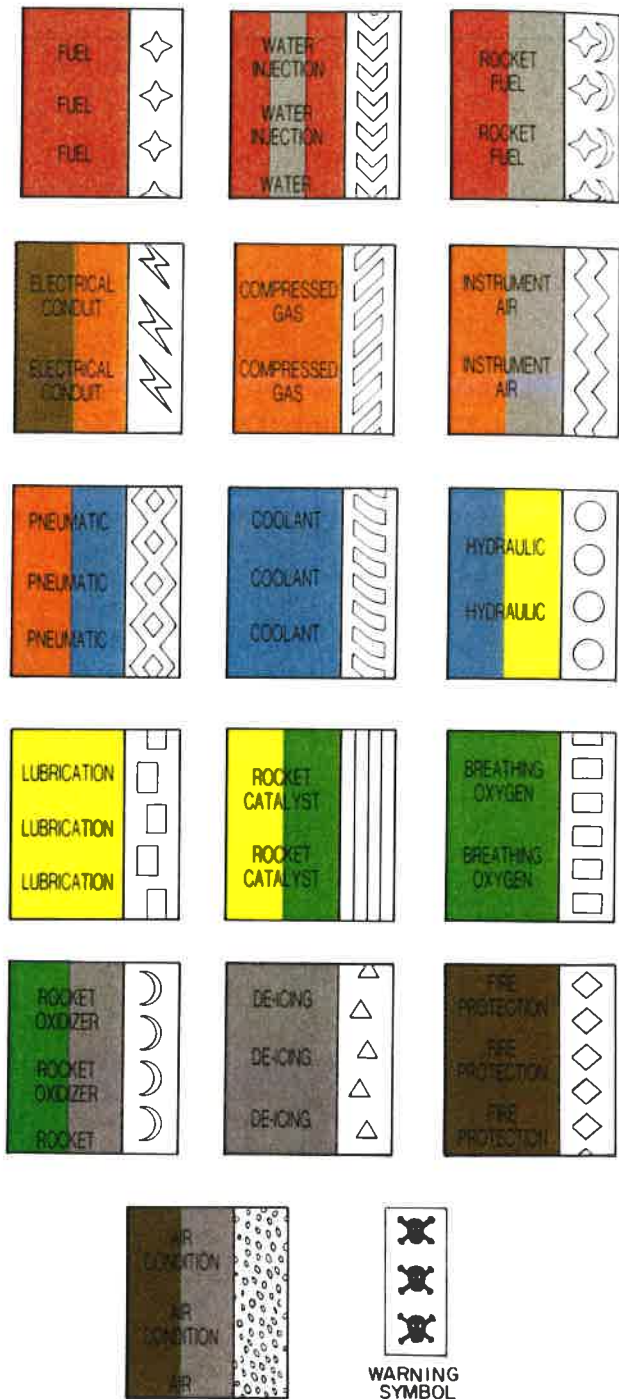 FUEL
FUEL
FUEL
WATER
INJECTION
WATER
INJECTION
WATER
ROCKET
FUEL
ROCKET
FUEL
ELECTRICAL
CONDUIT
ELECTRICAL
CONDUIT
COMPRESSED
GAS
COMPRESSED
GAS
INSTRUMENT
AIR
INSTRUMENT
AIR
PNEUMATIC
PNEUMATIC
PNEUMATIC
COOLANT
COOLANT
COOLANT
HYDRAULIC
HYDRAULIC
LUBRICATION
LUBRICATION
LUBRICATION
ROCKET
CATALYST
ROCKET
CATALYST
BREATHING
OXYGEN
BREATHING
OXYGEN
ROCKET
OXIDIZER
ROCKET
OXIDIZER
ROCKET
DE-ICING
DE-ICING
DE-ICING
FIRE
PROTECTION
FIRE
PROTECTION
FIRE
PROTECTION
AIR
CONDITION
AIR
CONDITION
AIR
WARNING
SYMBOL